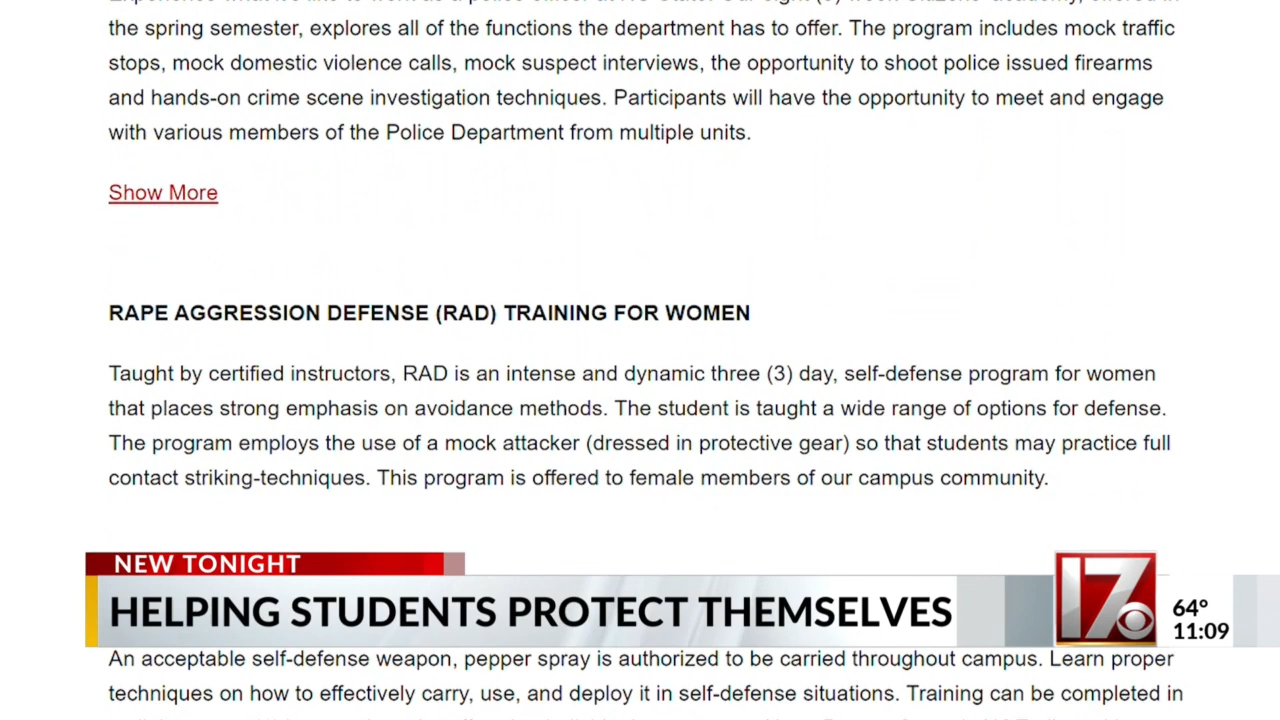 the spring semester, explores all of the functions the department has to offer. The program includes mock traffic
stops, mock domestic violence calls, mock suspect interviews, the opportunity to shoot police issued firearms
and hands-on crime scene investigation techniques. Participants will have the opportunity to meet and engage
with various members of the Police Department from multiple units.
Show More
RAPE AGGRESSION DEFENSE (RAD) TRAINING FOR WOMEN
Taught by certified instructors, RAD is an intense and dynamic three (3) day, self-defense program for women
that places strong emphasis on avoidance methods. The student is taught a wide range of options for defense.
The program employs the use of a mock attacker (dressed in protective gear) so that students may practice full
contact striking-techniques. This program is offered to female members of our campus community.
NEW TONIGHT
HELPING STUDENTS PROTECT THEMSELVES
17
64°
11:09
An acceptable self-defense weapon, pepper spray is authorized to be carried throughout campus. Learn proper
techniques on how to effectively carry, use, and deploy it in self-defense situations. Training can be completed in